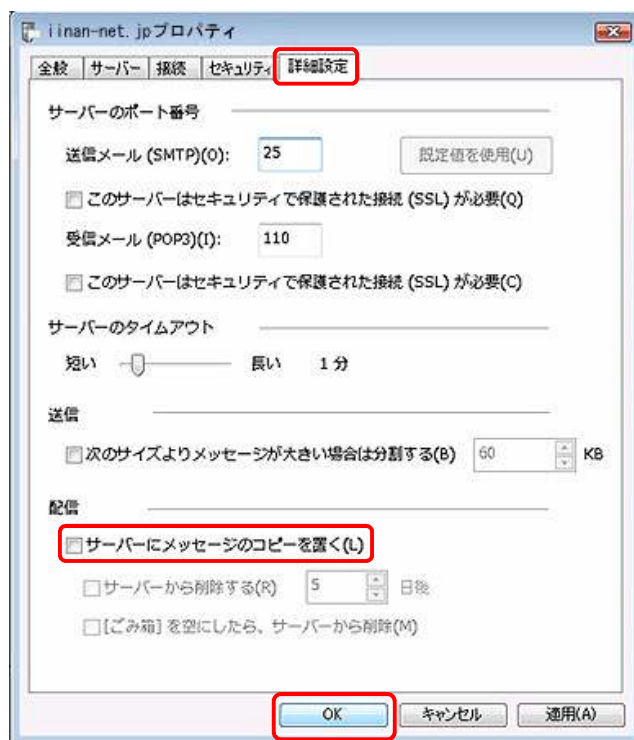 iinan-net.jpプロパティ
全般 サーバー 接続 セキュリティ 詳細設定
サーバーのポート番号
送信メール (SMTP)(O): 25 既定値を使用(U)
このサーバーはセキュリティで保護された接続 (SSL) が必要(Q)
受信メール (POP3)(I): 110
このサーバーはセキュリティで保護された接続 (SSL) が必要(C)
サーバーのタイムアウト
短い 長い 1 分
送信
次のサイズよりメッセージが大きい場合は分割する(B) 60 KB
配信
サーバーにメッセージのコピーを置く(L)
サーバーから削除する(R) 5 日後
[ごみ箱] を空にしたら、サーバーから削除(M)
OK キャンセル 適用(A)